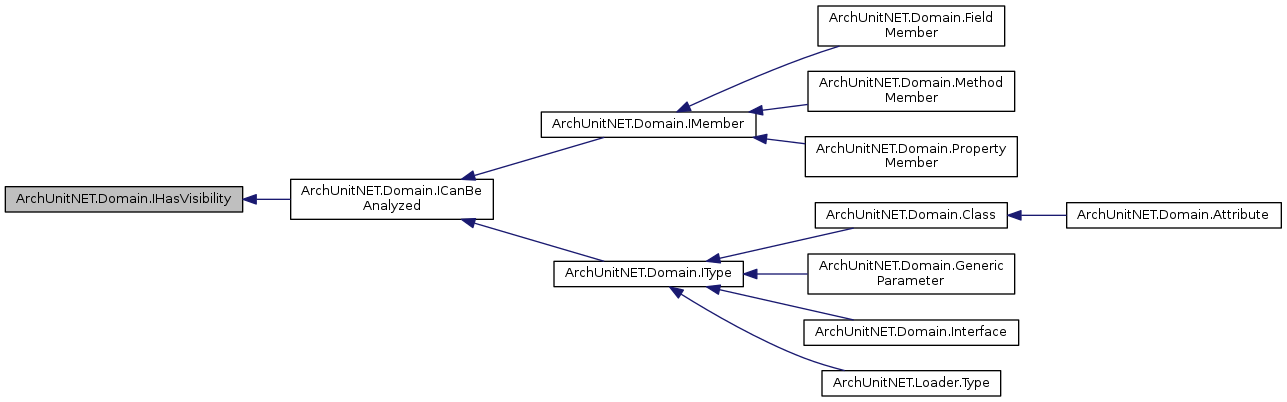 ArchUnitNET.Domain.Field
Member
ArchUnitNET.Domain.Method
Member
ArchUnitNET.Domain.IMember
ArchUnitNET.Domain.Property
Member
ArchUnitNET.Domain.IHasVisibility
ArchUnitNET.Domain.ICanBe
Analyzed
ArchUnitNET.Domain.Class
ArchUnitNET.Domain.Attribute
ArchUnitNET.Domain.IType
ArchUnitNET.Domain.Generic
Parameter
ArchUnitNET.Domain.Interface
ArchUnitNET.Loader.Type